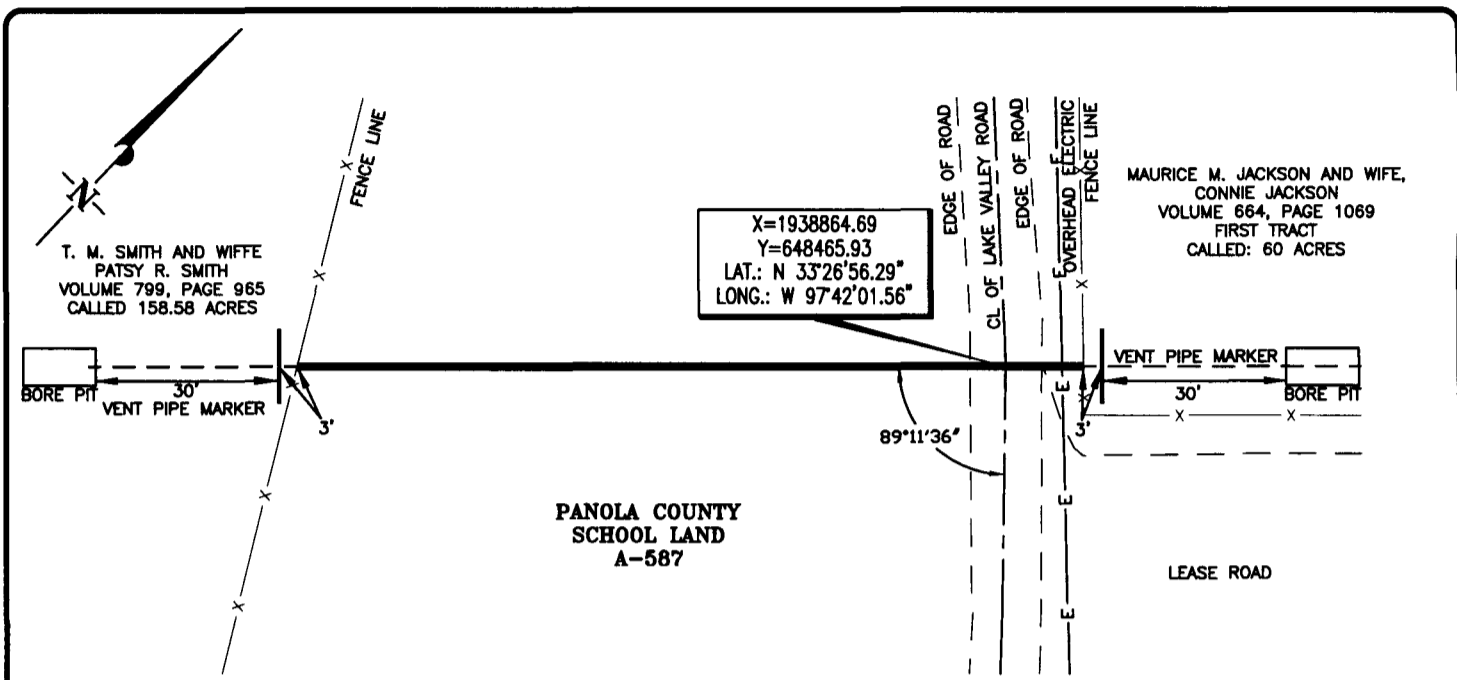 N
FENCE LINE
T. M. SMITH AND WIFFE
PATSY R. SMITH
VOLUME 799, PAGE 965
CALLED 158.58 ACRES
X=1938864.69
Y=648465.93
LAT.: N 33°26'56.29"
LONG.: W 97°42'01.56"
EDGE OF ROAD
CL OF LAKE VALLEY ROAD
EDGE OF ROAD
OVERHEAD ELECTRIC
FENCE LINE
MAURICE M. JACKSON AND WIFE,
CONNIE JACKSON
VOLUME 664, PAGE 1069
FIRST TRACT
CALLED: 60 ACRES
BORE PIT
30'
VENT PIPE MARKER
3'
89°11'36"
3'
VENT PIPE MARKER
30'
BORE PIT
PANOLA COUNTY
SCHOOL LAND
A-587
LEASE ROAD
X
X
X
X
X
X
X
X
X
X
X
E
E
E
E
E